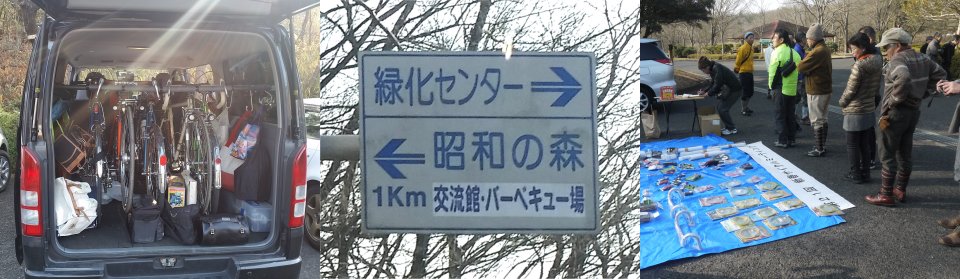 緑化センター →
← 昭和の森
1Km 交流館・バーベキュー場